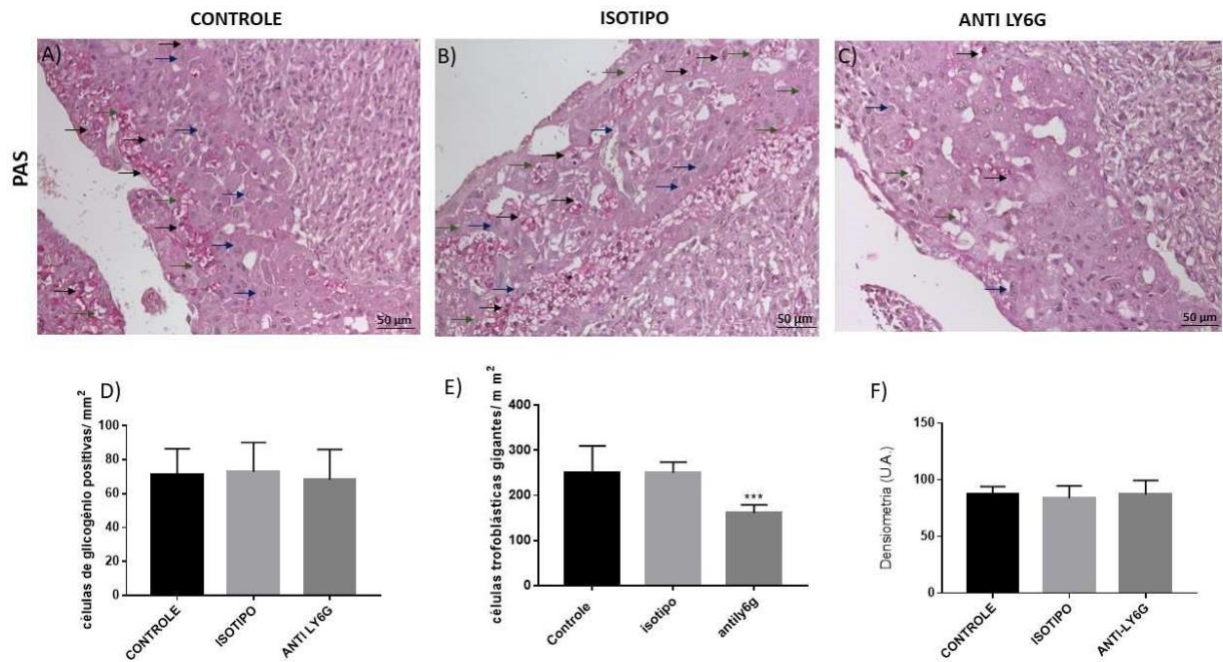 CONTROLE
ISOTIPO
ANTI LY6G
PAS
A)
B)
C)
50 µm
50 µm
50 µm
D)
células de glicogênio positivas/ mm²
100
80
60
40
20
0
CONTROLE
ISOTIPO
ANTI LY6G
E)
células trofoblásticas gigantes/ m m²
400
300
200
100
0
***
Controle
isotipo
antily6g
F)
Densiometria (U.A.)
150
100
50
0
CONTROLE
ISOTIPO
ANTI-LY6G